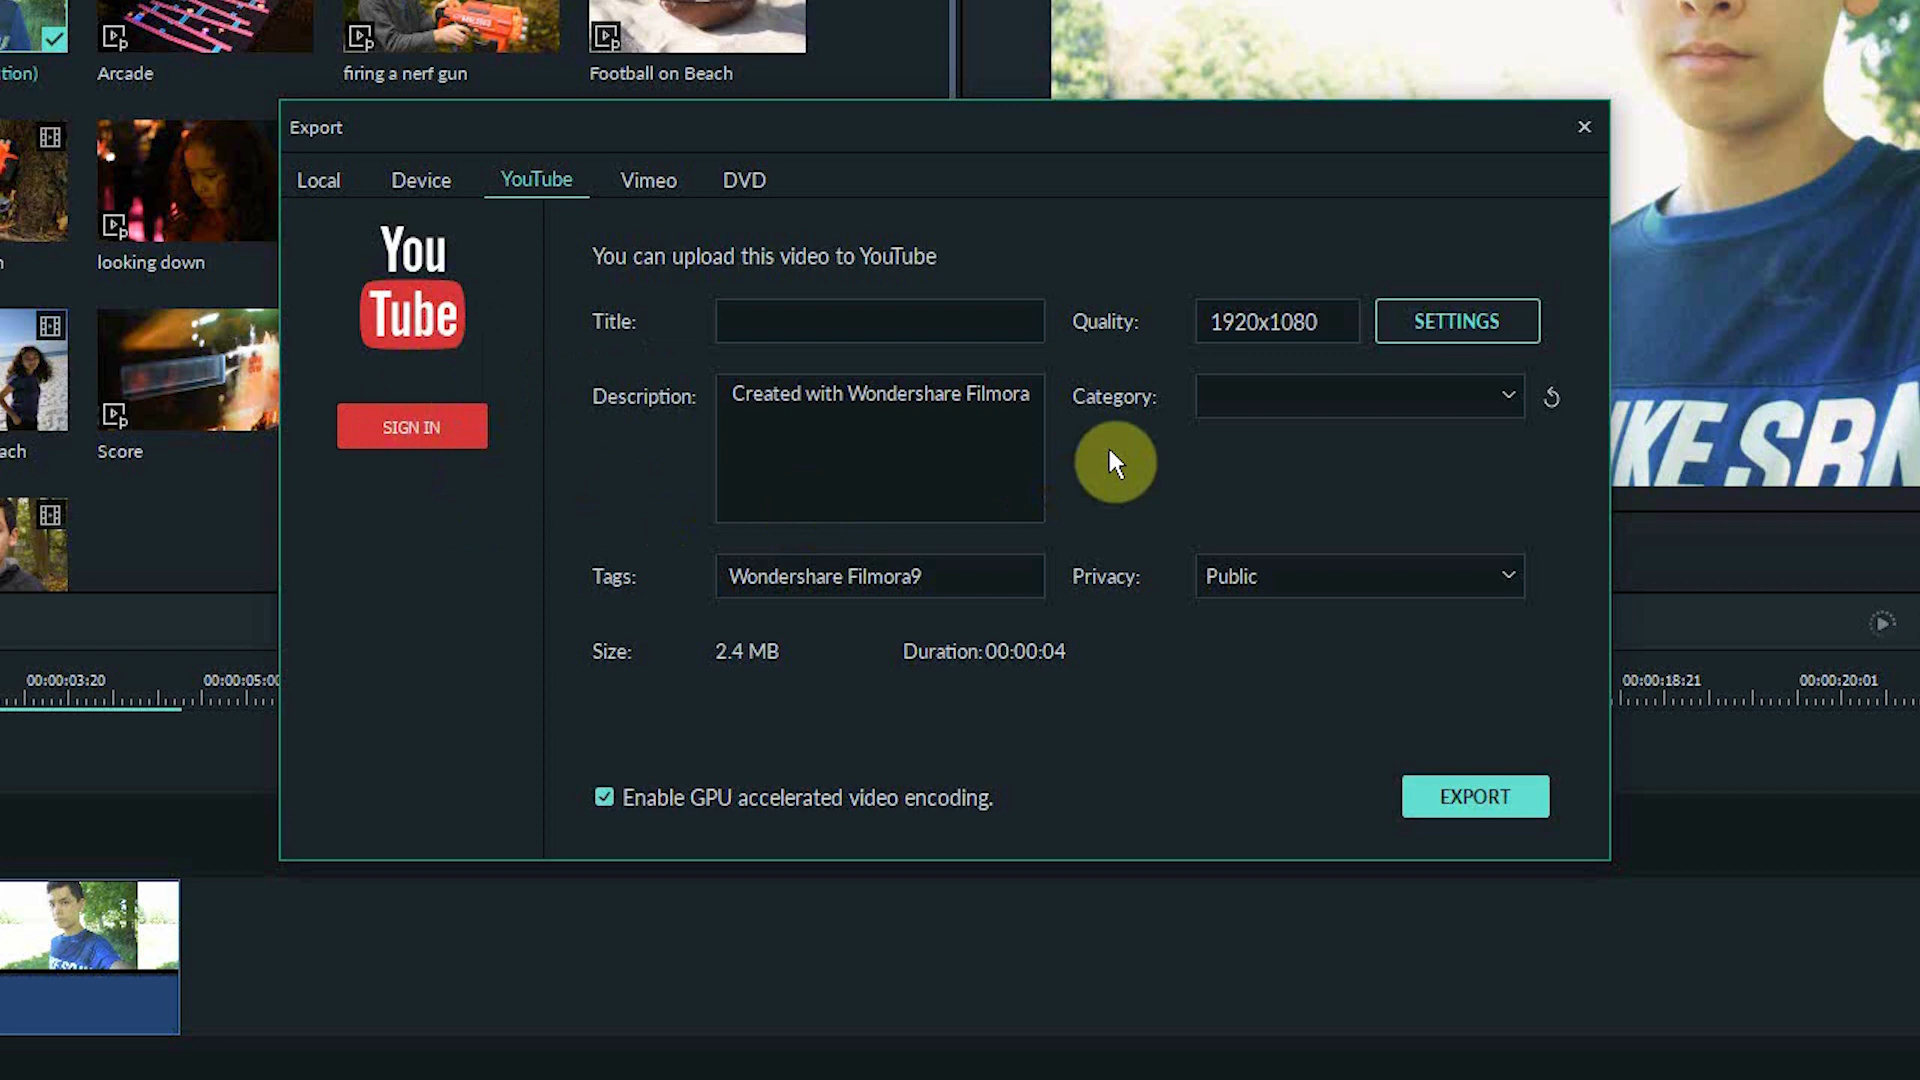 tion)
Arcade
firing a nerf gun
Football on Beach
Export
Local
Device
YouTube
Vimeo
DVD
looking down
You
Tube
SIGN IN
You can upload this video to YouTube
Title:
Quality:
1920x1080
SETTINGS
Description:
Created with Wondershare Filmora
Category:
ach
Score
Tags:
Wondershare Filmora9
Privacy:
Public
Size:
2.4 MB
Duration:00:00:04
00:00:03:20
00:00:05:00
00:00:18:21
00:00:20:01
Enable GPU accelerated video encoding.
EXPORT